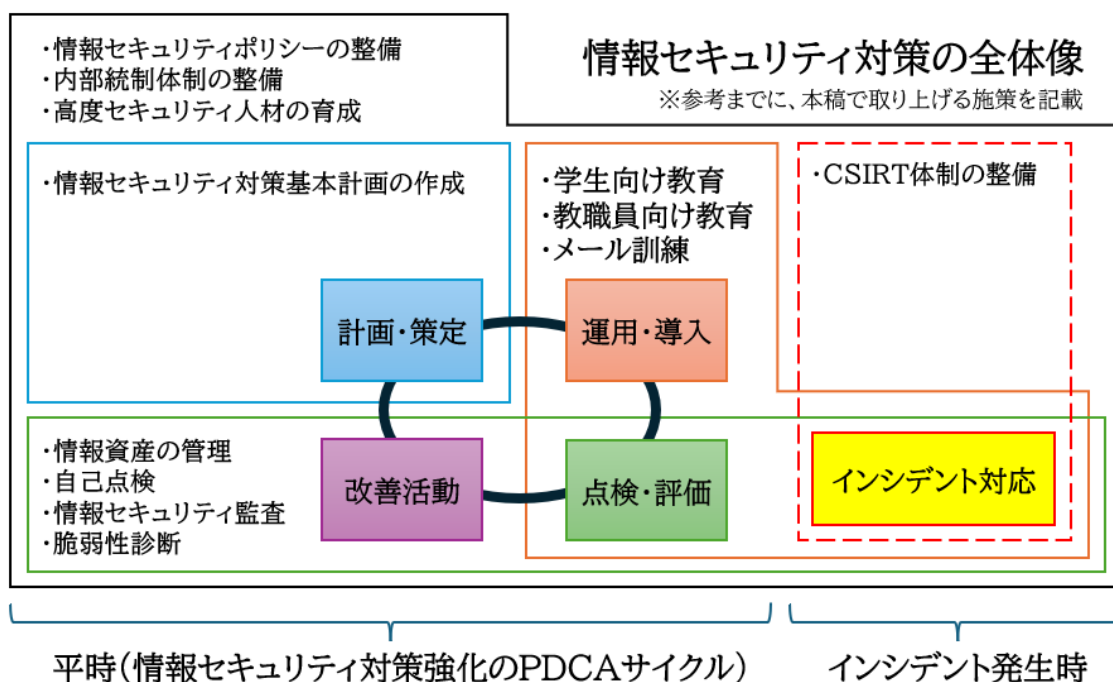 ・情報セキュリティポリシーの整備
・内部統制体制の整備
・高度セキュリティ人材の育成
情報セキュリティ対策の全体像
※参考までに、本稿で取り上げる施策を記載
・情報セキュリティ対策基本計画の作成
・学生向け教育
・教職員向け教育
・メール訓練
・CSIRT体制の整備
計画・策定
運用・導入
・情報資産の管理
・自己点検
・情報セキュリティ監査
・脆弱性診断
改善活動
点検・評価
インシデント対応
平時(情報セキュリティ対策強化のPDCAサイクル)
インシデント発生時